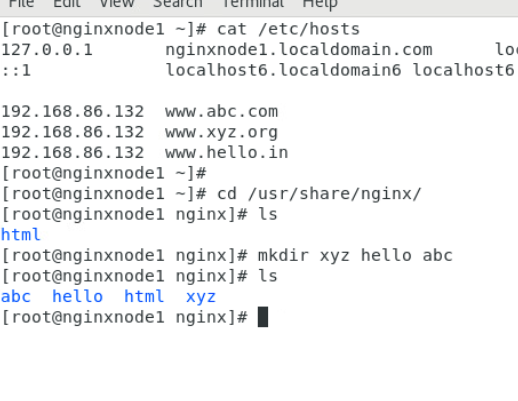 File Edit View Search Terminal Help
[root@nginxnode1 ~]# cat /etc/hosts
127.0.0.1 nginxnode1.localdomain.com
::1 localhost6.localdomain6 localhost6
192.168.86.132 www.abc.com
192.168.86.132 www.xyz.org
192.168.86.132 www.hello.in
[root@nginxnode1 ~]#
[root@nginxnode1 ~]# cd /usr/share/nginx/
[root@nginxnode1 nginx]# ls
html
[root@nginxnode1 nginx]# mkdir xyz hello abc
[root@nginxnode1 nginx]# ls
abc hello html xyz
[root@nginxnode1 nginx]#